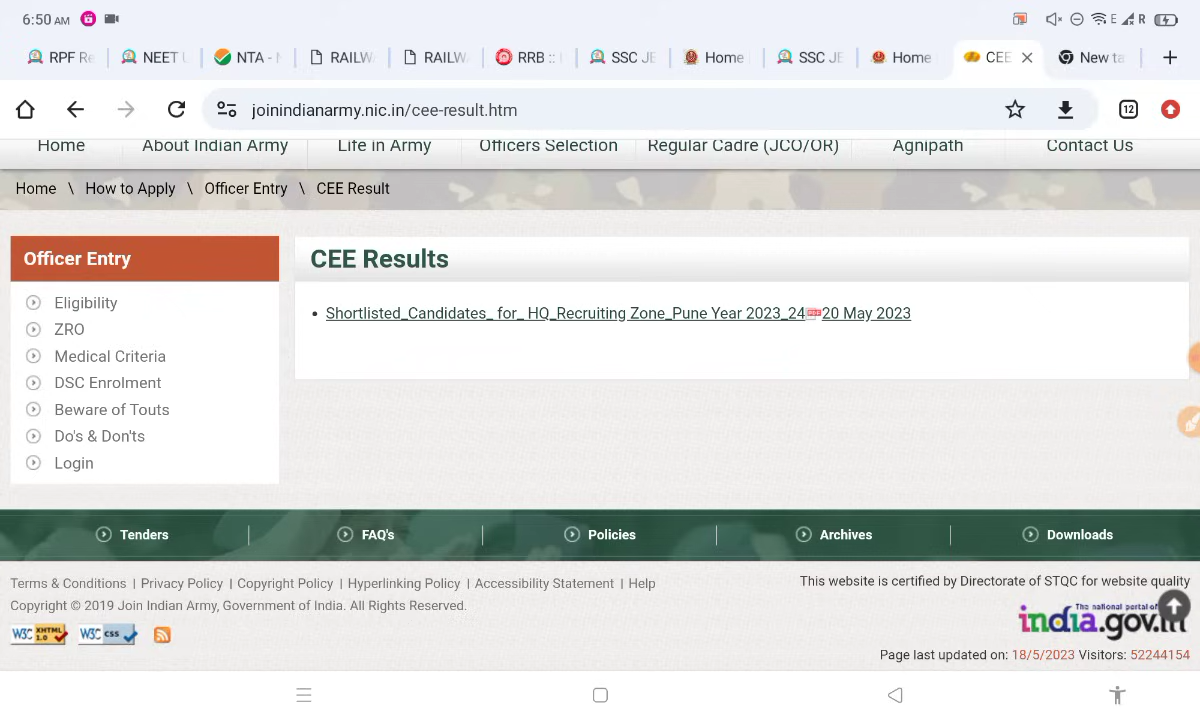 6:50 AM E R
RPF Re NEET U NTA - N RAILW RAILW RRB :: I SSC JE Home SSC JE Home CEE New ta
joinindianarmy.nic.in/cee-result.htm 12
Home About Indian Army Life in Army Officers Selection Regular Cadre (JCO/OR) Agnipath Contact Us
Home \ How to Apply \ Officer Entry \ CEE Result
Officer Entry
Eligibility
ZRO
Medical Criteria
DSC Enrolment
Beware of Touts
Do's & Don'ts
Login
CEE Results
• Shortlisted_Candidates_ for_ HQ_Recruiting Zone_Pune Year 2023_24 20 May 2023
Tenders FAQ's Policies Archives Downloads
Terms & Conditions | Privacy Policy | Copyright Policy | Hyperlinking Policy | Accessibility Statement | Help
Copyright © 2019 Join Indian Army, Government of India. All Rights Reserved.
W3C XHTML 1.0 W3C css
This website is certified by Directorate of STQC for website quality
The national portal of
india.gov.in
Page last updated on: 18/5/2023 Visitors: 52244154